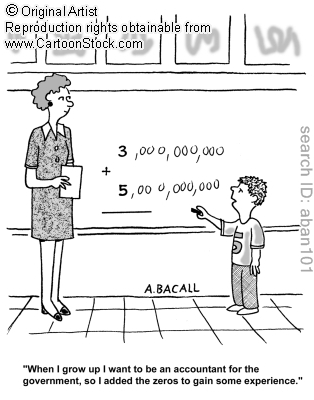 © Original Artist
Reproduction rights obtainable from
www.CartoonStock.com
3,000,000,000
+
5,000,000,000
A.BACALL
search ID: aban101
"When I grow up I want to be an accountant for the
government, so I added the zeros to gain some experience."